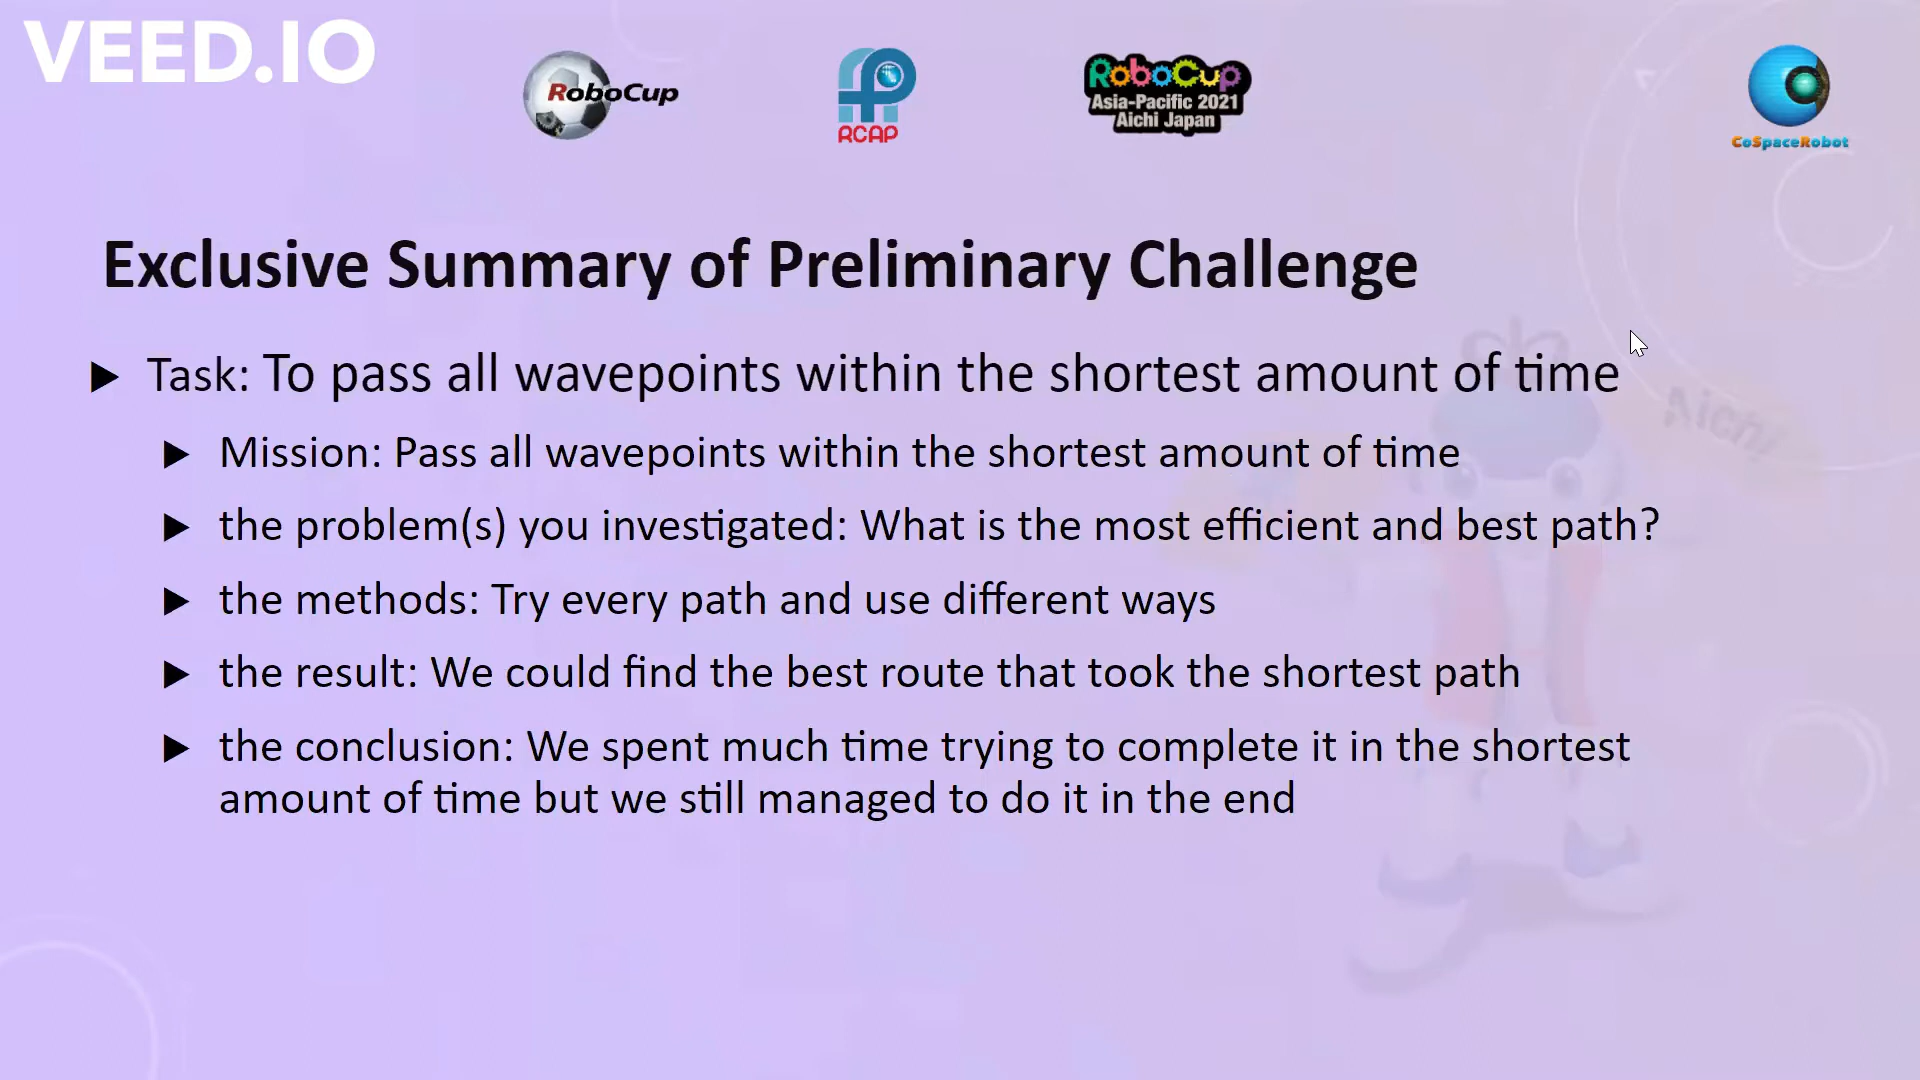 VEED.IO
RoboCup
RCAP
RoboCup
Asia-Pacific 2021
Aichi Japan
CoSpaceRobot
Exclusive Summary of Preliminary Challenge
Task: To pass all wavepoints within the shortest amount of time
Aichi
Mission: Pass all wavepoints within the shortest amount of time
the problem(s) you investigated: What is the most efficient and best path?
the methods: Try every path and use different ways
the result: We could find the best route that took the shortest path
the conclusion: We spent much time trying to complete it in the shortest
amount of time but we still managed to do it in the end